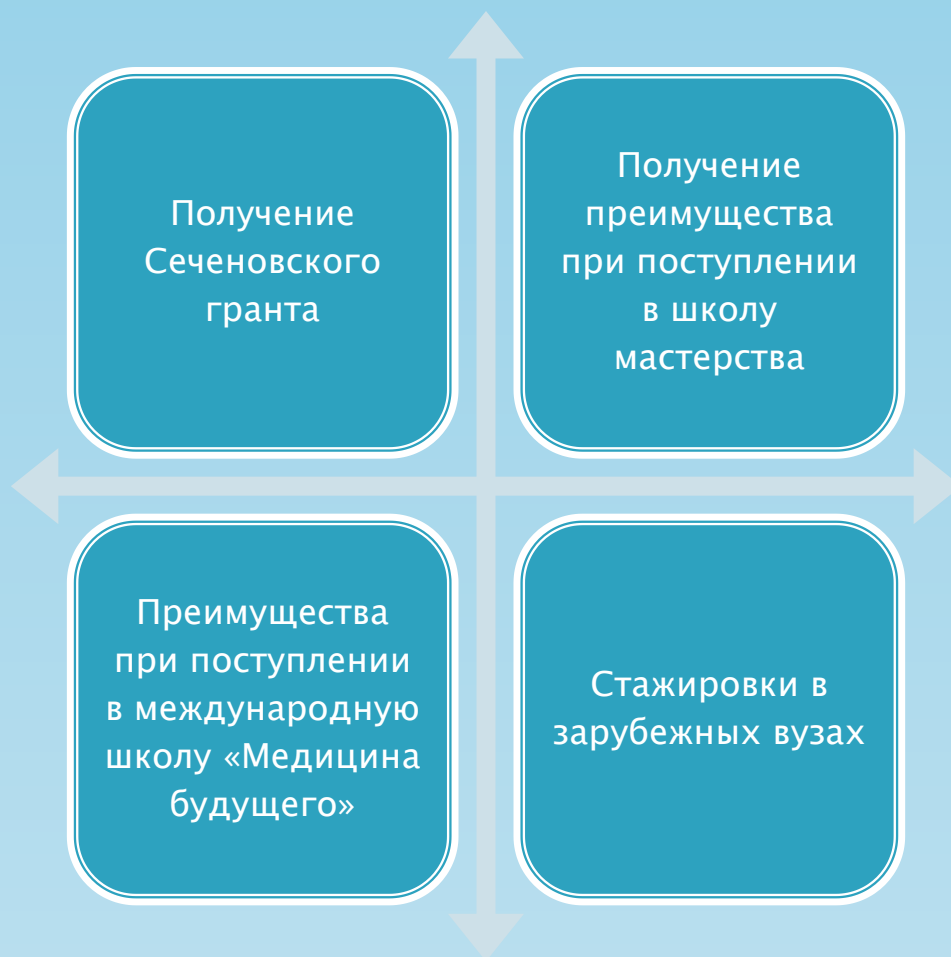 Получение
Сеченовского
гранта
Получение
преимущества
при поступлении
в школу
мастерства
Преимущества
при поступлении
в международную
школу «Медицина
будущего»
Стажировки в
зарубежных вузах